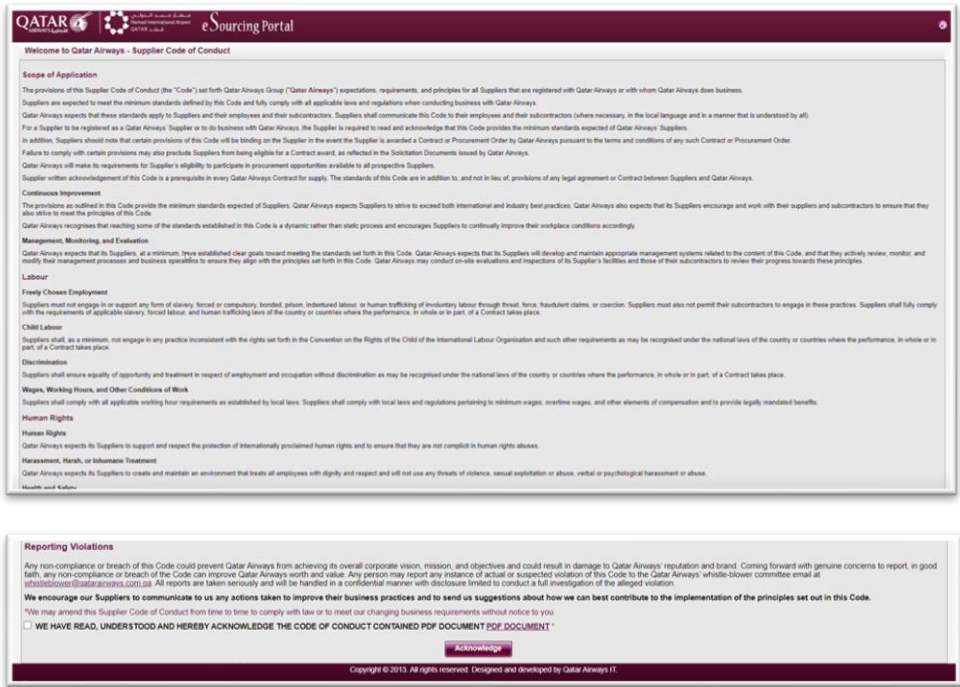 QATAR
AIRWAYS
Hamad International Airport
QATAR
eSourcing Portal
Welcome to Qatar Airways - Supplier Code of Conduct
Scope of Application
The provisions of this Supplier Code of Conduct (the "Code") set forth Qatar Airways Group ("Qatar Airways") expectations, requirements, and principles for all Suppliers that are registered with Qatar Airways or with whom Qatar Airways does business.
Suppliers are expected to meet the minimum standards defined by this Code and fully comply with all applicable laws and regulations when conducting business with Qatar Airways.
Qatar Airways expects that these standards apply to Suppliers and their employees and their subcontractors. Suppliers shall communicate this Code to their employees and their subcontractors (where necessary, in the local language and in a manner that is understood by all).
For a Supplier to be registered as a Qatar Airways' Supplier or to do business with Qatar Airways, the Supplier is required to read and acknowledge that this Code provides the minimum standards expected of Qatar Airways' Suppliers.
In addition, Suppliers should note that certain provisions of this Code will be binding on the Supplier in the event the Supplier is awarded a Contract or Procurement Order by Qatar Airways pursuant to the terms and conditions of any such Contract or Procurement Order.
Failure to comply with certain provisions may also preclude Suppliers from being eligible for a Contract award, as reflected in the Solicitation Documents issued by Qatar Airways.
Qatar Airways will make its requirements for Supplier's eligibility to participate in procurement opportunities available to all prospective Suppliers.
Supplier written acknowledgement of this Code is a prerequisite in every Qatar Airways Contract for supply. The standards of this Code are in addition to, and not in lieu of, provisions of any legal agreement or Contract between Suppliers and Qatar Airways.
Continuous Improvement
The provisions as outlined in this Code provide the minimum standards expected of Suppliers. Qatar Airways expects Suppliers to strive to exceed both international and industry best practices. Qatar Airways also expects that its Suppliers encourage and work with their suppliers and subcontractors to ensure that they
also strive to meet the principles of this Code.
Qatar Airways recognises that reaching some of the standards established in this Code is a dynamic rather than static process and encourages Suppliers to continually improve their workplace conditions accordingly.
Management, Monitoring, and Evaluation
Qatar Airways expects that its Suppliers, at a minimum, have established clear goals toward meeting the standards set forth in this Code. Qatar Airways expects that its Suppliers will develop and maintain appropriate management systems related to the content of this Code, and that they actively review, monitor, and
modify their management processes and business operations to ensure they align with the principles set forth in this Code. Qatar Airways may conduct on-site evaluations and inspections of its Supplier's facilities and those of their subcontractors to review their progress towards these principles.
Labour
Freely Chosen Employment
Suppliers must not engage in or support any form of slavery, forced or compulsory, bonded, prison, indentured labour, or human trafficking of involuntary labour through threat, force, fraudulent claims, or coercion. Suppliers must also not permit their subcontractors to engage in these practices. Suppliers shall fully comply
with the requirements of applicable slavery, forced labour, and human trafficking laws of the country or countries where the performance, in whole or in part, of a Contract takes place.
Child Labour
Suppliers shall, as a minimum, not engage in any practice inconsistent with the rights set forth in the Convention on the Rights of the Child of the International Labour Organisation and such other requirements as may be recognised under the national laws of the country or countries where the performance, in whole or in
part, of a Contract takes place.
Discrimination
Suppliers shall ensure equality of opportunity and treatment in respect of employment and occupation without discrimination as may be recognised under the national laws of the country or countries where the performance, in whole or in part, of a Contract takes place.
Wages, Working Hours, and Other Conditions of Work
Suppliers shall comply with all applicable working hour requirements as established by local laws. Suppliers shall comply with local laws and regulations pertaining to minimum wages, overtime wages, and other elements of compensation and to provide legally mandated benefits.
Human Rights
Human Rights
Qatar Airways expects its Suppliers to support and respect the protection of internationally proclaimed human rights and to ensure that they are not complicit in human rights abuses.
Harassment, Harsh, or Inhumane Treatment
Qatar Airways expects its Suppliers to create and maintain an environment that treats all employees with dignity and respect and will not use any threats of violence, sexual exploitation or abuse, verbal or psychological harassment or abuse.
Health and Safety
Reporting Violations
Any non-compliance or breach of this Code could prevent Qatar Airways from achieving its overall corporate vision, mission, and objectives and could result in damage to Qatar Airways' reputation and brand. Coming forward with genuine concerns to report, in good
faith, any non-compliance or breach of the Code can improve Qatar Airways worth and value. Any person may report any instance of actual or suspected violation of this Code to the Qatar Airways' whistle-blower committee email at
whistleblower@qatarairways.com.qa. All reports are taken seriously and will be handled in a confidential manner with disclosure limited to conduct a full investigation of the alleged violation.
We encourage our Suppliers to communicate to us any actions taken to improve their business practices and to send us suggestions about how we can best contribute to the implementation of the principles set out in this Code.
*We may amend this Supplier Code of Conduct from time to time to comply with law or to meet our changing business requirements without notice to you.
WE HAVE READ, UNDERSTOOD AND HEREBY ACKNOWLEDGE THE CODE OF CONDUCT CONTAINED PDF DOCUMENT PDF DOCUMENT *
Acknowledge
Copyright © 2013. All rights reserved. Designed and developed by Qatar Airways IT.